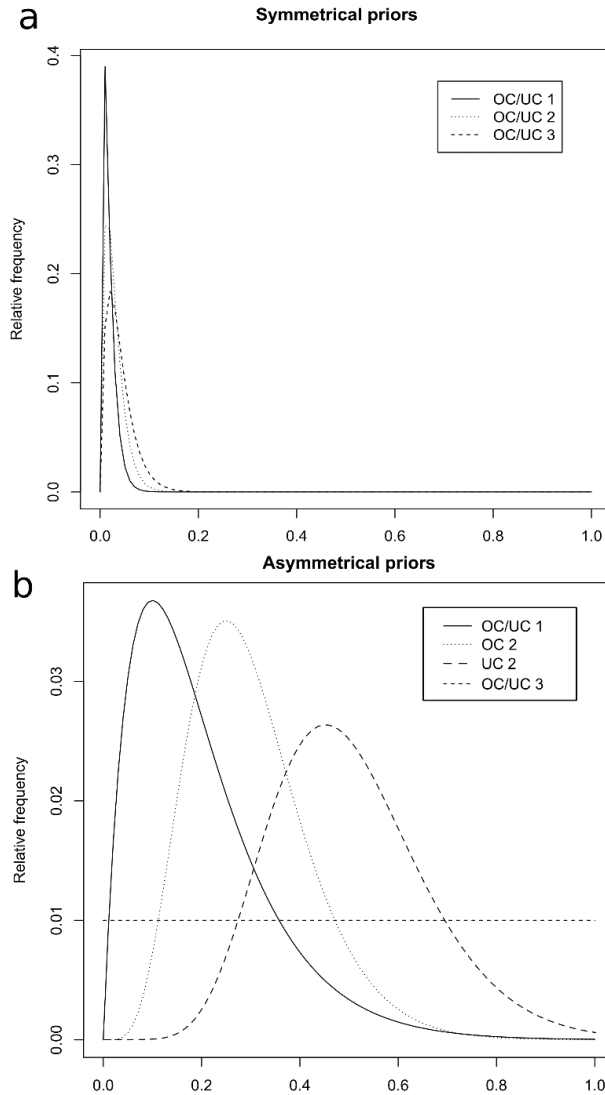 a
Symmetrical priors
Relative frequency
0.4
0.3
0.2
0.1
0.0
OC/UC 1
OC/UC 2
OC/UC 3
0.0 0.2 0.4 0.6 0.8 1.0
b
Asymmetrical priors
Relative frequency
0.03
0.02
0.01
0.00
OC/UC 1
OC 2
UC 2
OC/UC 3
0.0 0.2 0.4 0.6 0.8 1.0